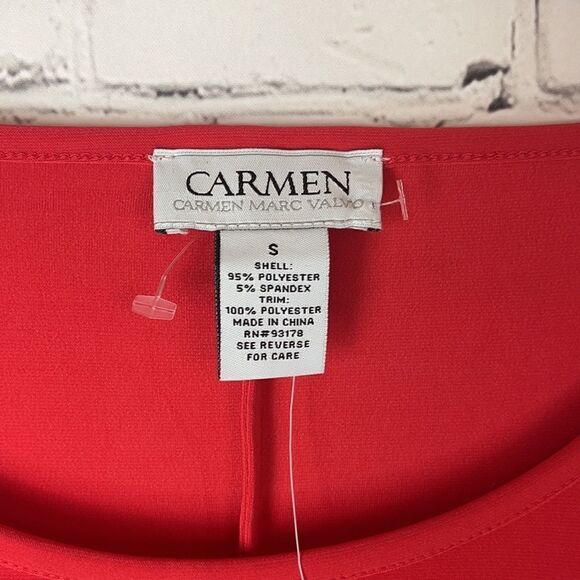 CARMEN
CARMEN MARC VALVO
S
SHELL:
95% POLYESTER
5% SPANDEX
TRIM:
100% POLYESTER
MADE IN CHINA
RN#93178
SEE REVERSE
FOR CARE